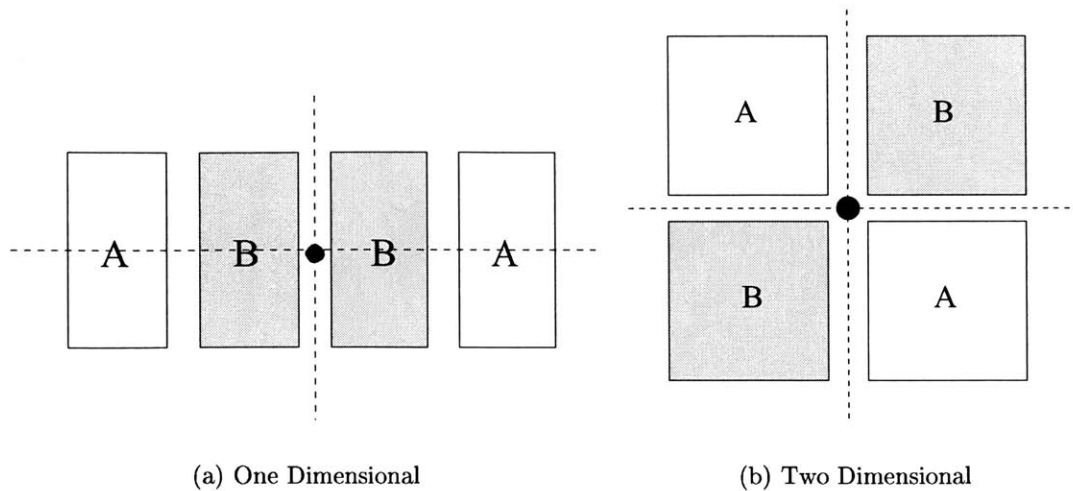 A B
A B B A
B A
(a) One Dimensional
(b) Two Dimensional